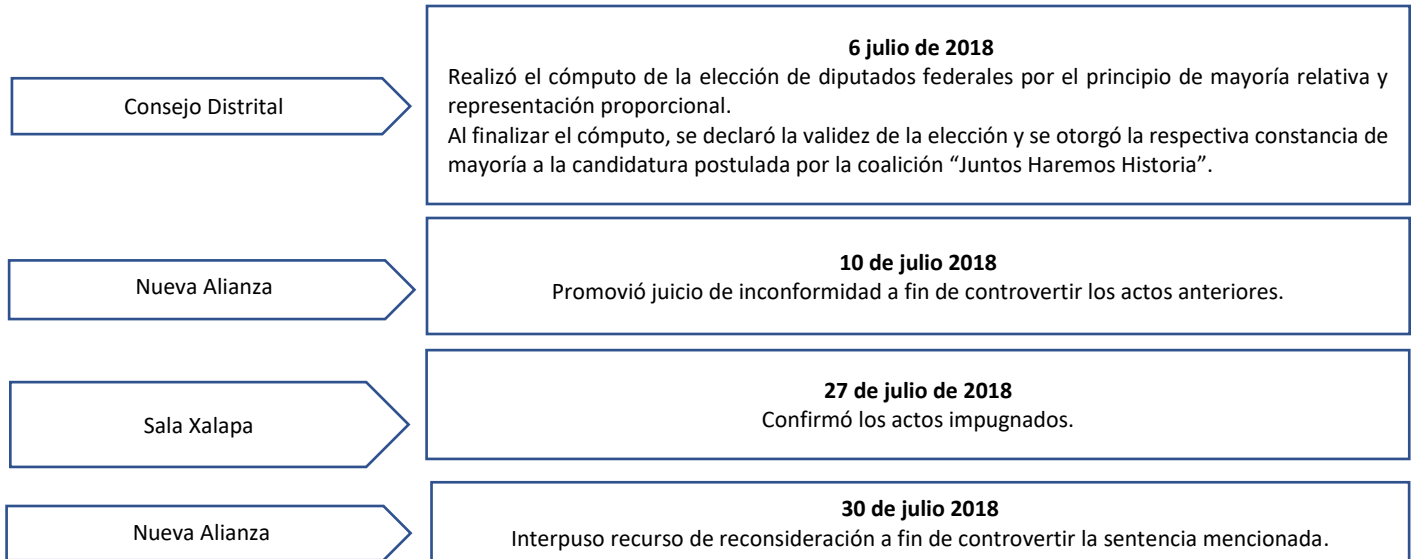 Consejo Distrital
6 julio de 2018
Realizó el cómputo de la elección de diputados federales por el principio de mayoría relativa y
representación proporcional.
Al finalizar el cómputo, se declaró la validez de la elección y se otorgó la respectiva constancia de
mayoría a la candidatura postulada por la coalición “Juntos Haremos Historia”.
Nueva Alianza
10 de julio 2018
Promovió juicio de inconformidad a fin de controvertir los actos anteriores.
Sala Xalapa
27 de julio de 2018
Confirmó los actos impugnados.
Nueva Alianza
30 de julio 2018
Interpuso recurso de reconsideración a fin de controvertir la sentencia mencionada.